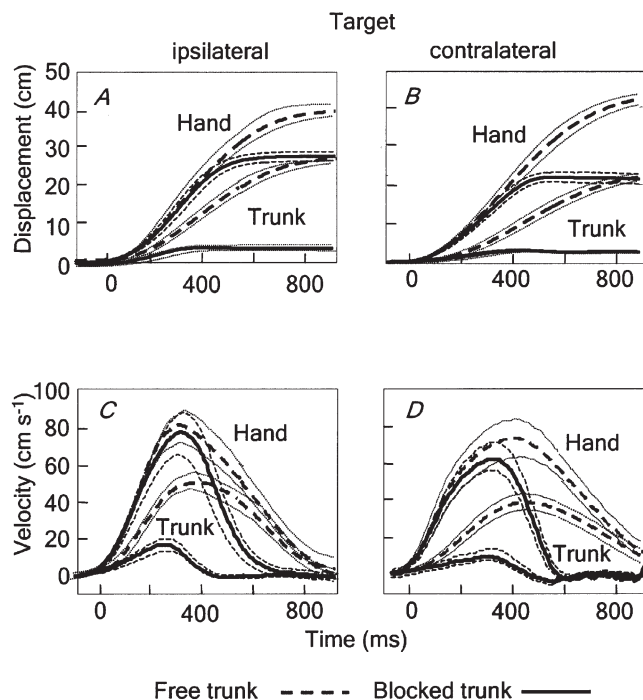 Target
ipsilateral contralateral
Displacement (cm)
50
40
30
20
10
0
A
Hand
Trunk
0 400 800
B
Hand
Trunk
0 400 800
Velocity (cm s⁻¹)
100
80
60
40
20
0
C
Hand
Trunk
0 400 800
D
Hand
Trunk
0 400 800
Time (ms)
Free trunk Blocked trunk